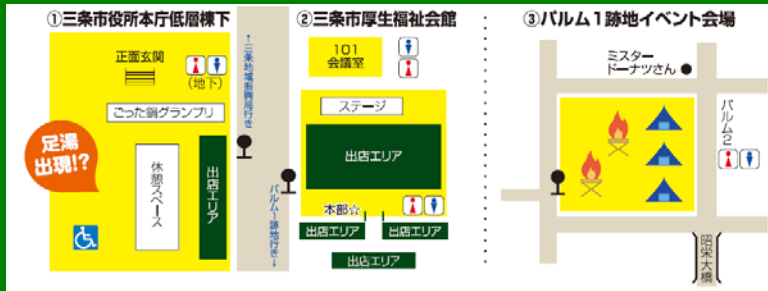 ①三条市役所本庁低層棟下
正面玄関
(地下)
ごった鍋グランプリ
足湯
出現!?
休憩スペース
出店エリア
↑三条地域振興局行き
パルム1跡地行き↓
②三条市厚生福祉会館
101
会議室
ステージ
出店エリア
本部☆
出店エリア
出店エリア
出店エリア
③パルム1跡地イベント会場
ミスター
ドーナツさん
パルム2
昭栄大橋